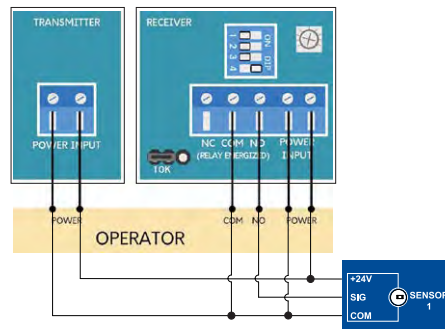 TRANSMITTER
RECEIVER
1
2
3
4
ON
DIP
POWER INPUT
NC COM NO POWER
(RELAY ENERGIZED) INPUT
10K
POWER
COM NO POWER
OPERATOR
+24V
SIG
COM
SENSOR
1